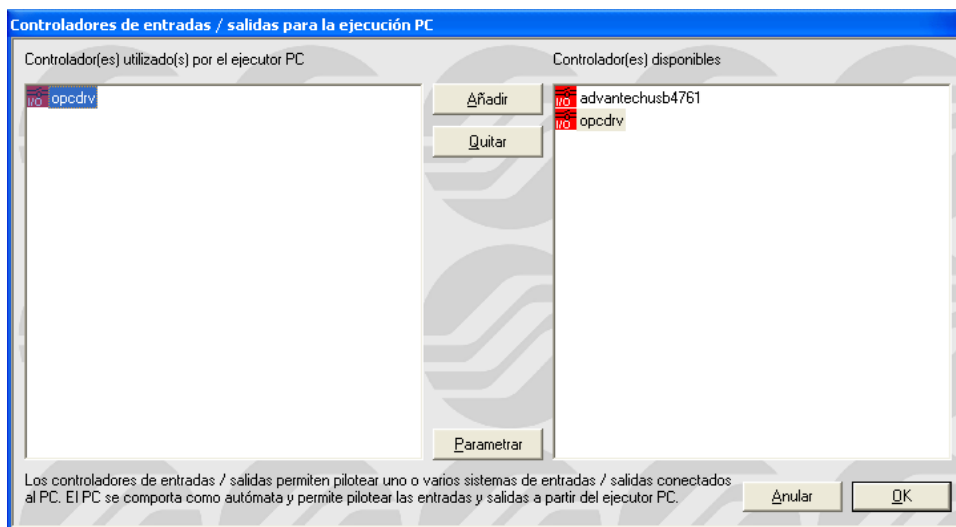 Controladores de entradas / salidas para la ejecución PC
Controlador(es) utilizado(s) por el ejecutor PC
Controlador(es) disponibles
I/O opcdrv
Añadir
Quitar
I/O advantechusb4761
I/O opcdrv
Parametrar
Los controladores de entradas / salidas permiten pilotear uno o varios sistemas de entradas / salidas conectados
al PC. El PC se comporta como autómata y permite pilotear las entradas y salidas a partir del ejecutor PC.
Anular
OK